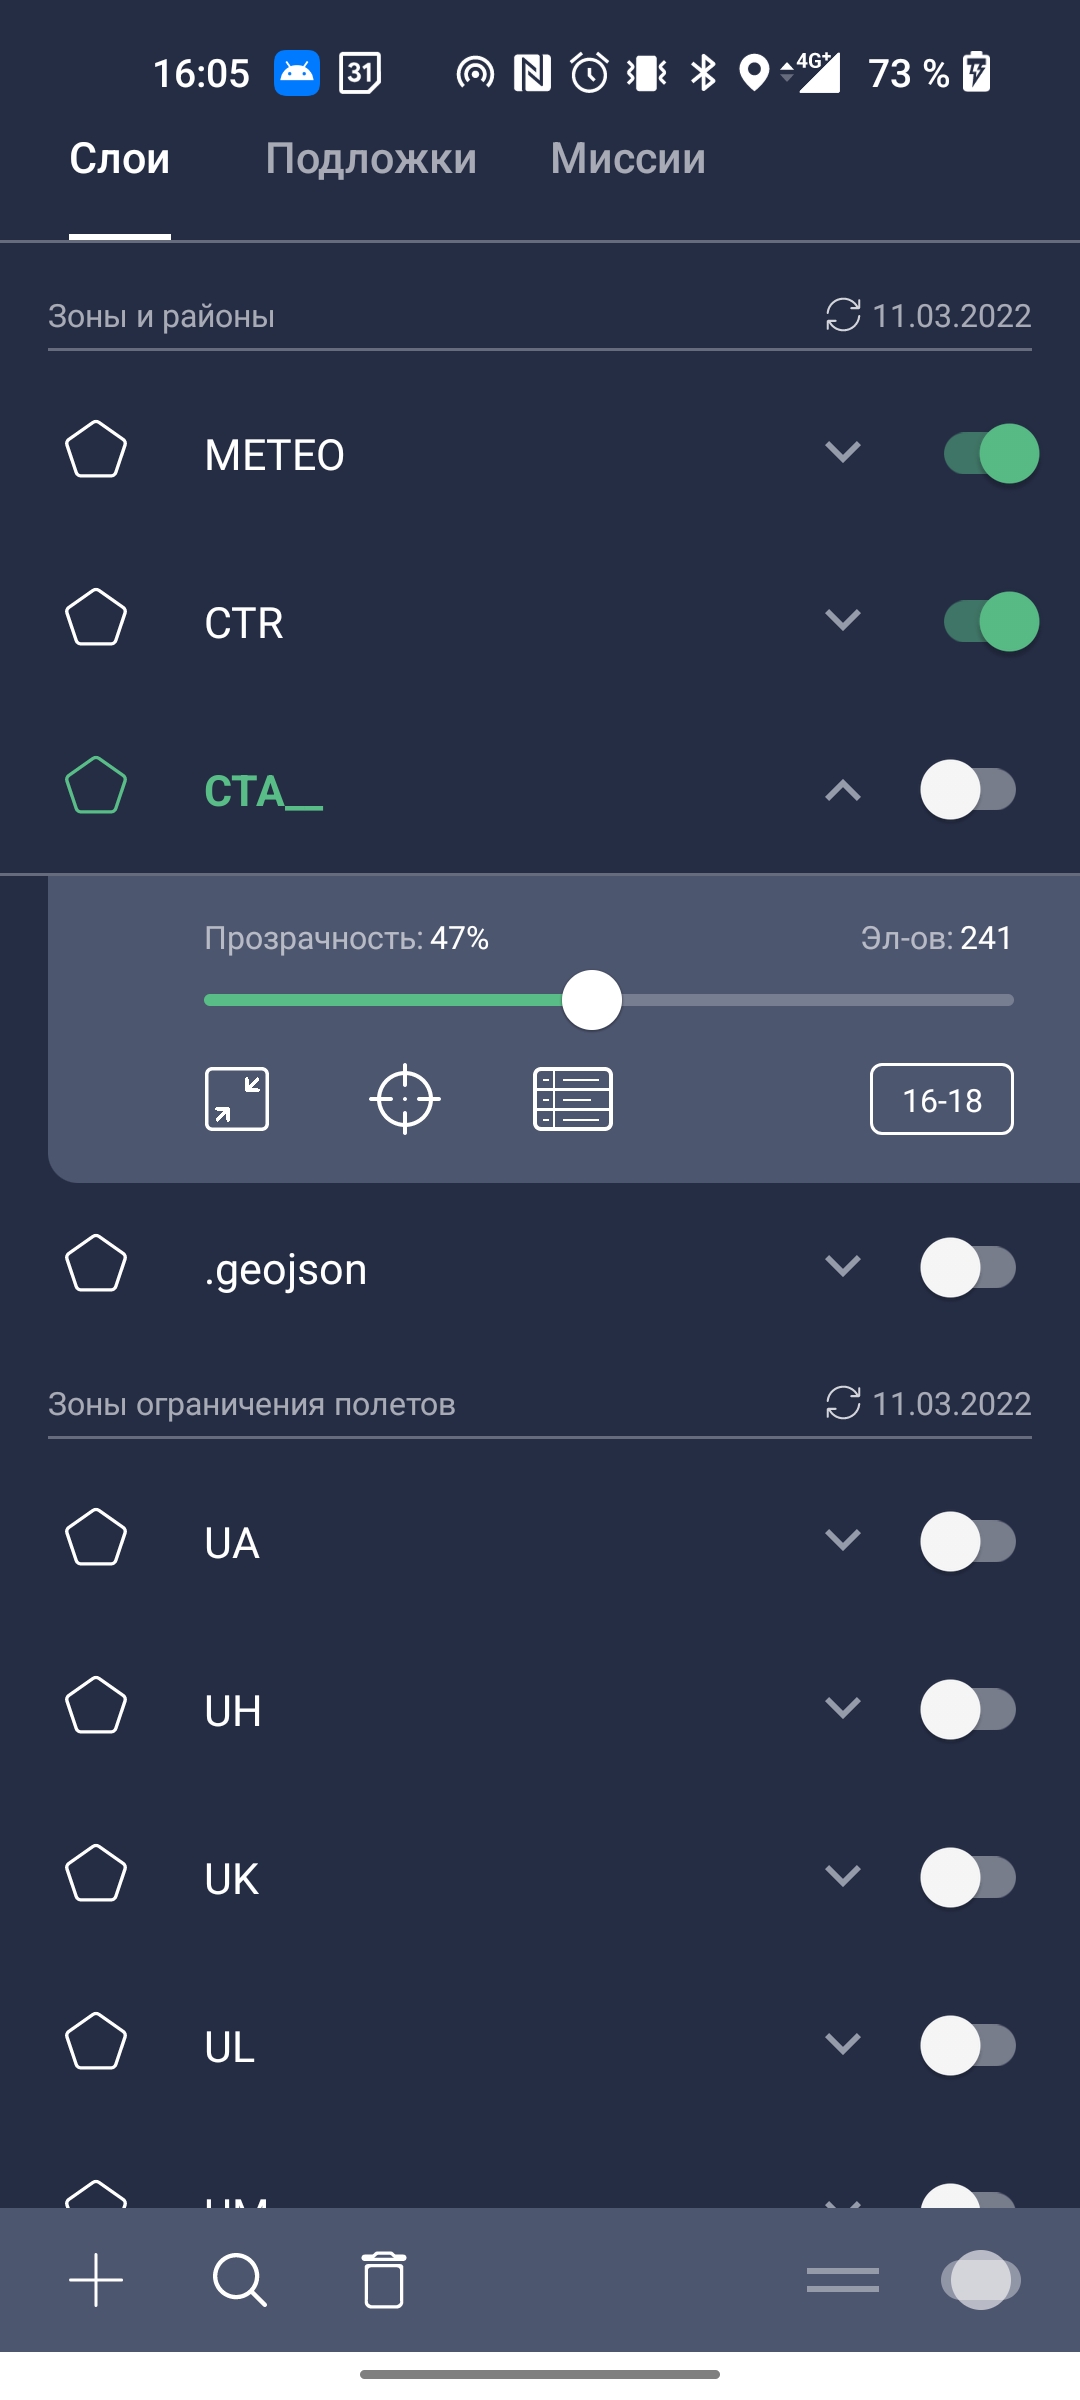 16:05 31 4G+ 73 %
Слои Подложки Миссии
Зоны и районы 11.03.2022
METEO
CTR
CTA__
Прозрачность: 47% Эл-ов: 241
16-18
.geojson
Зоны ограничения полетов 11.03.2022
UA
UH
UK
UL
UM